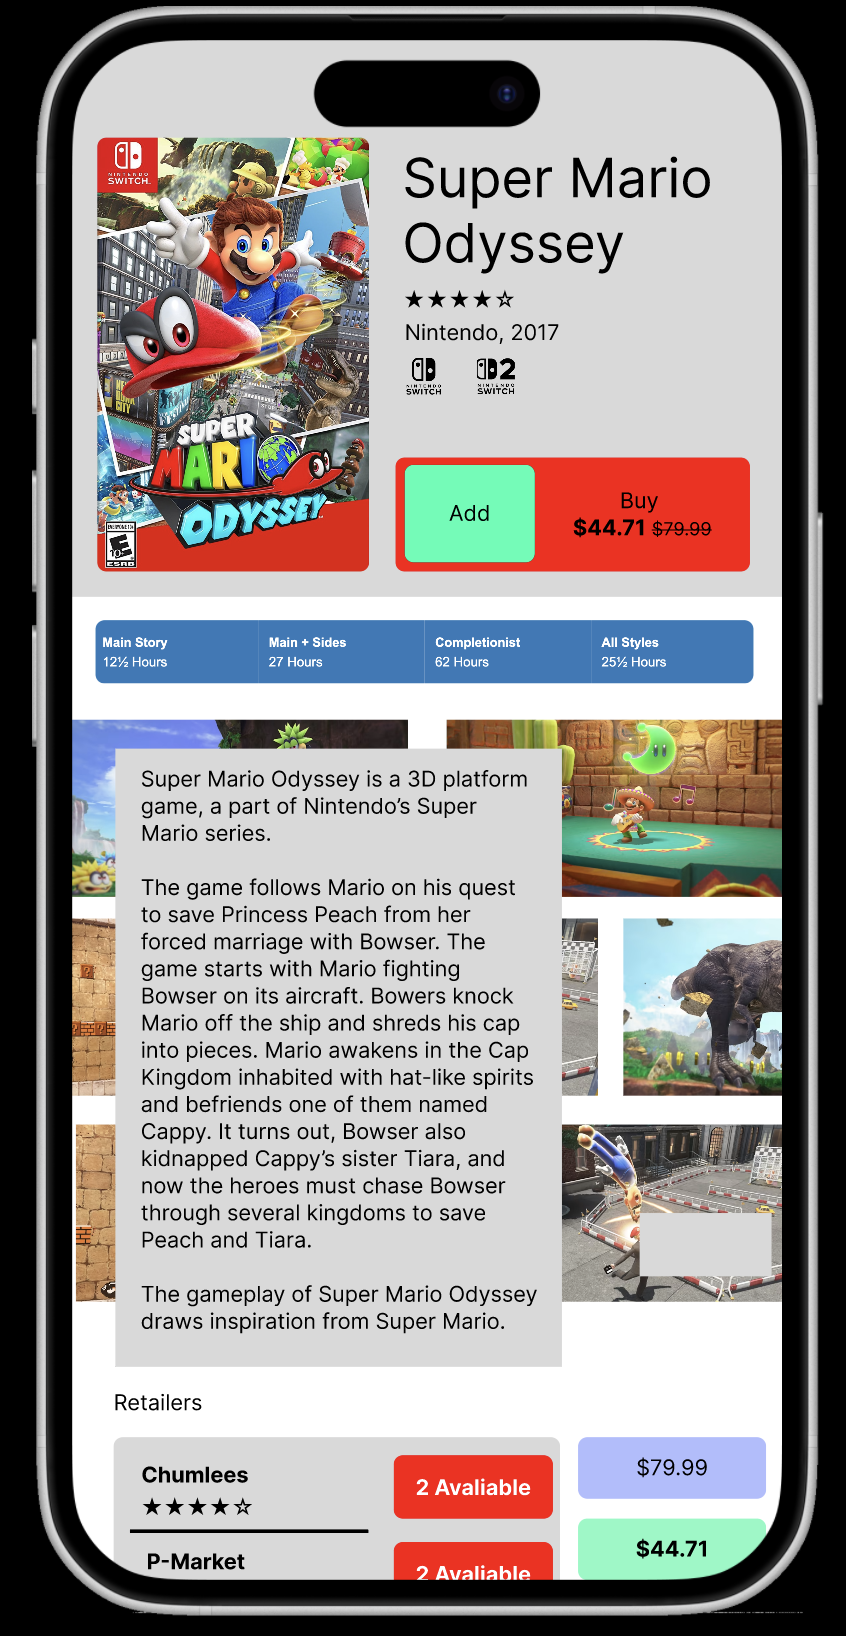 NINTENDO
SWITCH
Super Mario
Odyssey
★★★★☆
Nintendo, 2017
NINTENDO
SWITCH
2
NINTENDO
SWITCH
SUPER
MARIO
ODYSSEY
EVERYONE 10+
E
10+
ESRB
CITY
Add
Buy
$44.71 $79.99
Main Story
12½ Hours
Main + Sides
27 Hours
Completionist
62 Hours
All Styles
25½ Hours
Super Mario Odyssey is a 3D platform
game, a part of Nintendo’s Super
Mario series.
The game follows Mario on his quest
to save Princess Peach from her
forced marriage with Bowser. The
game starts with Mario fighting
Bowser on its aircraft. Bowers knock
Mario off the ship and shreds his cap
into pieces. Mario awakens in the Cap
Kingdom inhabited with hat-like spirits
and befriends one of them named
Cappy. It turns out, Bowser also
kidnapped Cappy’s sister Tiara, and
now the heroes must chase Bowser
through several kingdoms to save
Peach and Tiara.
The gameplay of Super Mario Odyssey
draws inspiration from Super Mario.
Retailers
Chumlees
★★★★☆
2 Avaliable
$79.99
P-Market
2 Avaliable
$44.71